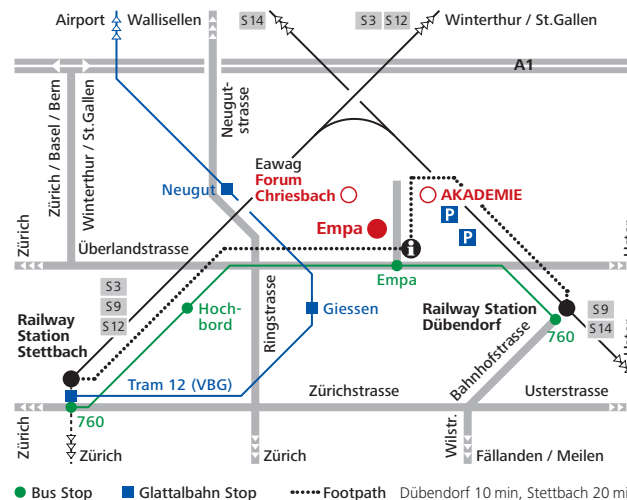 Airport
Wallisellen
S14
S3
S12
Winterthur / St.Gallen
A1
Neugut-
strasse
Zürich / Basel / Bern
Winterthur / St.Gallen
Eawag
Forum
Chriesbach
AKADEMIE
Neugut
P
P
Empa
i
Zürich
Überlandstrasse
Uster
Empa
S3
S9
S12
Hoch-
bord
Ringstrasse
Giessen
Railway Station
Dübendorf
760
S9
S14
Uster
Railway
Station
Stettbach
Bahnhofstrasse
Tram 12 (VBG)
Zürichstrasse
Usterstrasse
760
Zürich
Zürich
Zürich
Wilstr.
Fällanden / Meilen
Bus Stop
Glattalbahn Stop
Footpath
Dübendorf 10 min, Stettbach 20 mi